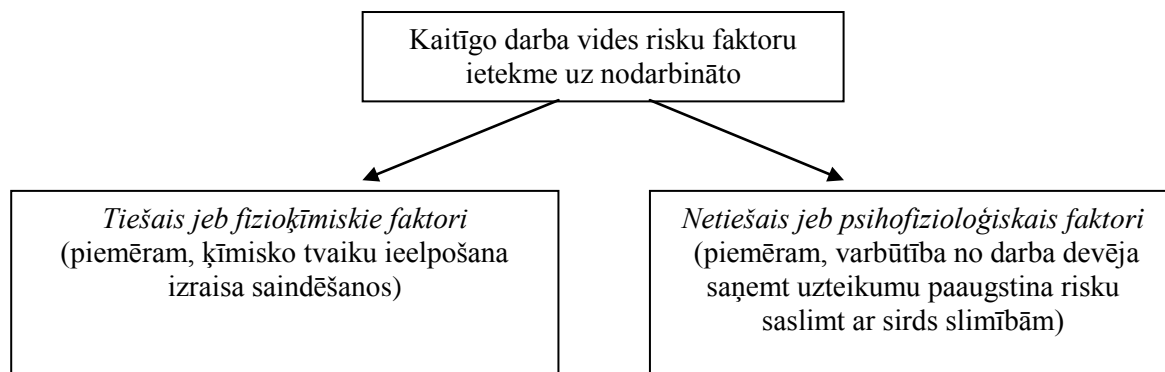 Kaitīgo darba vides risku faktoru
ietekme uz nodarbināto
Tiešais jeb fizioķīmiskie faktori
(piemēram, ķīmisko tvaiku ieelpošana
izraisa saindēšanos)
Netiešais jeb psihofizioloģiskais faktori
(piemēram, varbūtība no darba devēja
saņemt uzteikumu paaugstina risku
saslimt ar sirds slimībām)